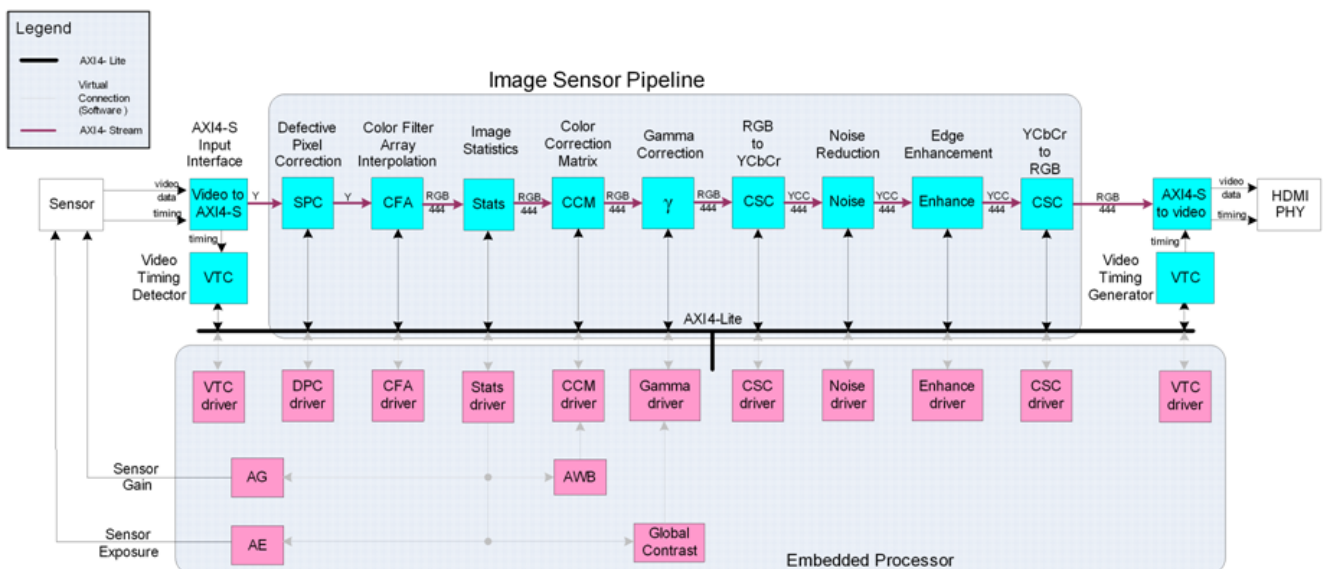 Legend
AXI4- Lite
Virtual
Connection
(Software )
AXI4- Stream
Image Sensor Pipeline
AXI4-S
Input
Interface
Defective
Pixel
Correction
Color Filter
Array
Interpolation
Image
Statistics
Color
Correction
Matrix
Gamma
Correction
RGB
to
YCbCr
Noise
Reduction
Edge
Enhancement
YCbCr
to
RGB
Sensor
video
data
timing
Video to
AXI4-S
Y
SPC
Y
CFA
RGB
444
Stats
RGB
444
CCM
RGB
444
γ
RGB
444
CSC
YCC
444
Noise
YCC
444
Enhance
YCC
444
CSC
RGB
444
AXI4-S
to video
video
data
timing
HDMI
PHY
timing
Video
Timing
Detector
VTC
timing
Video
Timing
Generator
VTC
AXI4-Lite
VTC
driver
DPC
driver
CFA
driver
Stats
driver
CCM
driver
Gamma
driver
CSC
driver
Noise
driver
Enhance
driver
CSC
driver
VTC
driver
Sensor
Gain
AG
AWB
Sensor
Exposure
AE
Global
Contrast
Embedded Processor